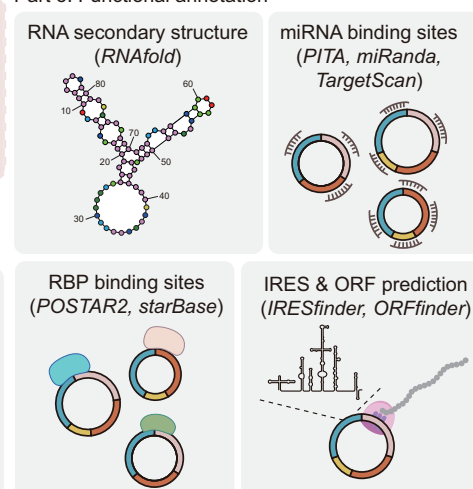 Part 3: Functional annotation
RNA secondary structure
(RNAfold)
80
10
60
70
20
50
40
30
miRNA binding sites
(PITA, miRanda,
TargetScan)
RBP binding sites
(POSTAR2, starBase)
IRES & ORF prediction
(IRESfinder, ORFfinder)